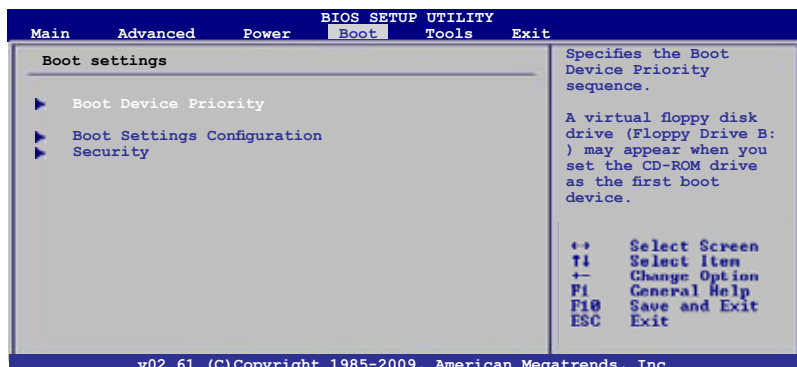 BIOS SETUP UTILITY
Main Advanced Power Boot Tools Exit
Boot settings
Boot Device Priority
Boot Settings Configuration
Security
Specifies the Boot
Device Priority
sequence.
A virtual floppy disk
drive (Floppy Drive B:
) may appear when you
set the CD-ROM drive
as the first boot
device.
←→ Select Screen
↑↓ Select Item
+- Change Option
F1 General Help
F10 Save and Exit
ESC Exit
v02.61 (C)Copyright 1985-2009, American Megatrends, Inc.